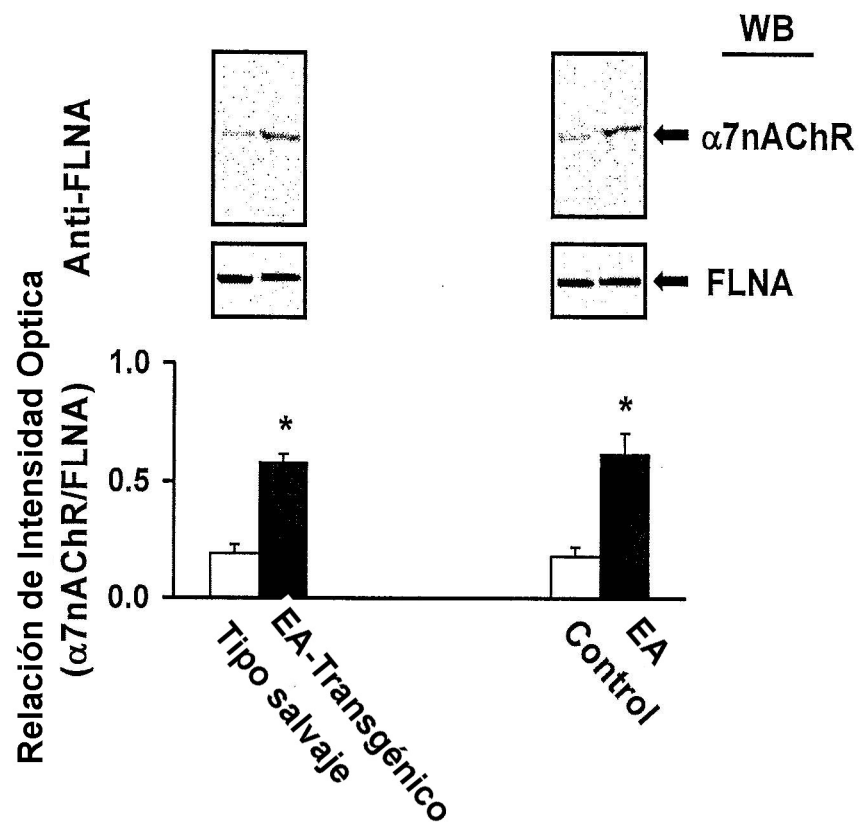 WB
Anti-FLNA
α7nAChR
FLNA
Relación de Intensidad Optica
(α7nAChR/FLNA)
1.0
0.5
0.0
*
*
Tipo salvaje
EA-Transgénico
Control
EA